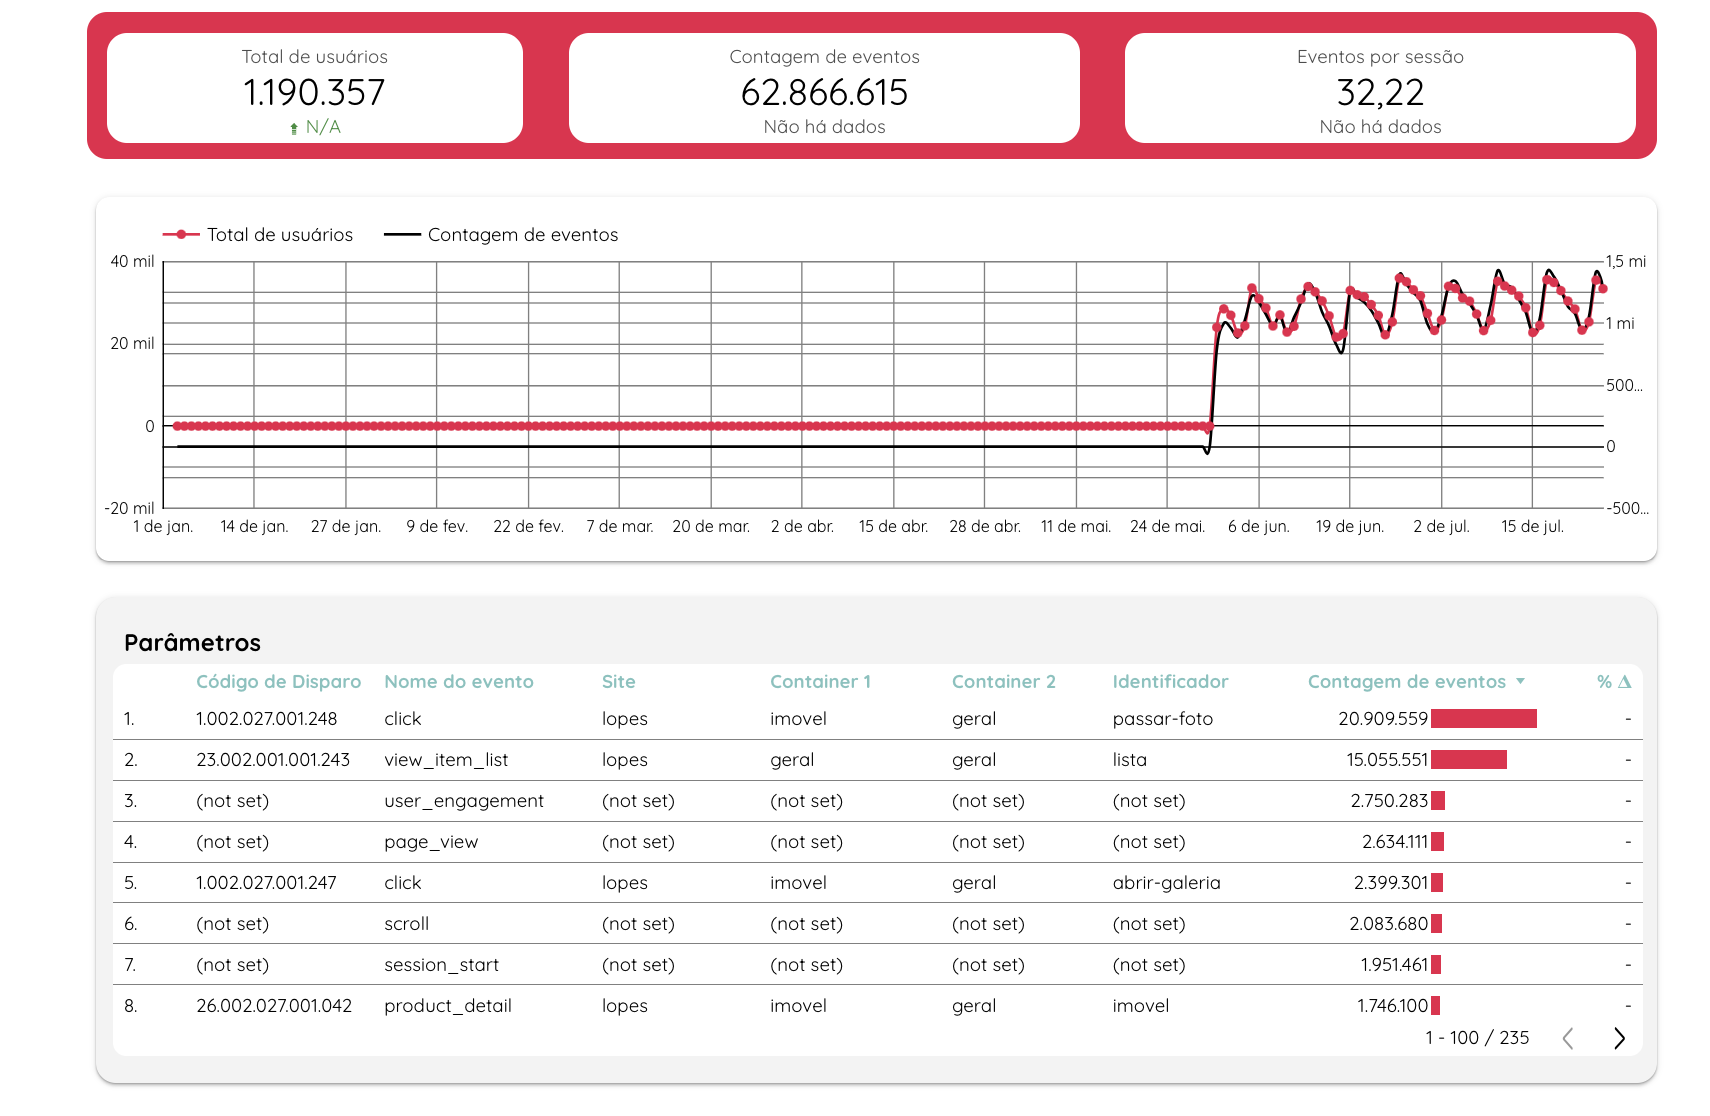 Total de usuários
1.190.357
N/A
Contagem de eventos
62.866.615
Não há dados
Eventos por sessão
32,22
Não há dados
Total de usuários Contagem de eventos
40 mil
20 mil
0
-20 mil
1,5 mi
1 mi
500...
0
-500...
1 de jan. 14 de jan. 27 de jan. 9 de fev. 22 de fev. 7 de mar. 20 de mar. 2 de abr. 15 de abr. 28 de abr. 11 de mai. 24 de mai. 6 de jun. 19 de jun. 2 de jul. 15 de jul.
Parâmetros
Código de Disparo Nome do evento Site Container 1 Container 2 Identificador Contagem de eventos % Δ
1. 1.002.027.001.248 click lopes imovel geral passar-foto 20.909.559 -
2. 23.002.001.001.243 view_item_list lopes geral geral lista 15.055.551 -
3. (not set) user_engagement (not set) (not set) (not set) (not set) 2.750.283 -
4. (not set) page_view (not set) (not set) (not set) (not set) 2.634.111 -
5. 1.002.027.001.247 click lopes imovel geral abrir-galeria 2.399.301 -
6. (not set) scroll (not set) (not set) (not set) (not set) 2.083.680 -
7. (not set) session_start (not set) (not set) (not set) (not set) 1.951.461 -
8. 26.002.027.001.042 product_detail lopes imovel geral imovel 1.746.100 -
1 - 100 / 235